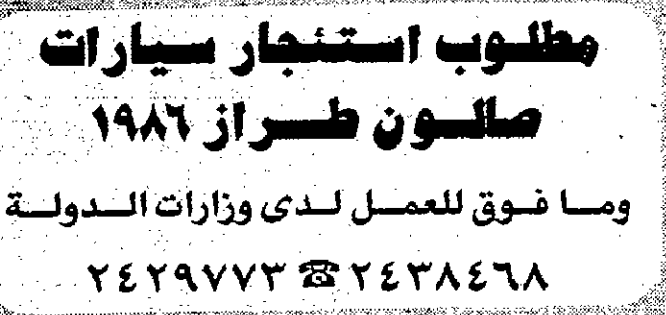 مطلوب استئجار سيارات
صالون طراز ١٩٨٦
وما فوق للعمل لدى وزارات الدولة
٢٤٣٨٤٦٨ ☎ ٢٤٢٩٧٧٣